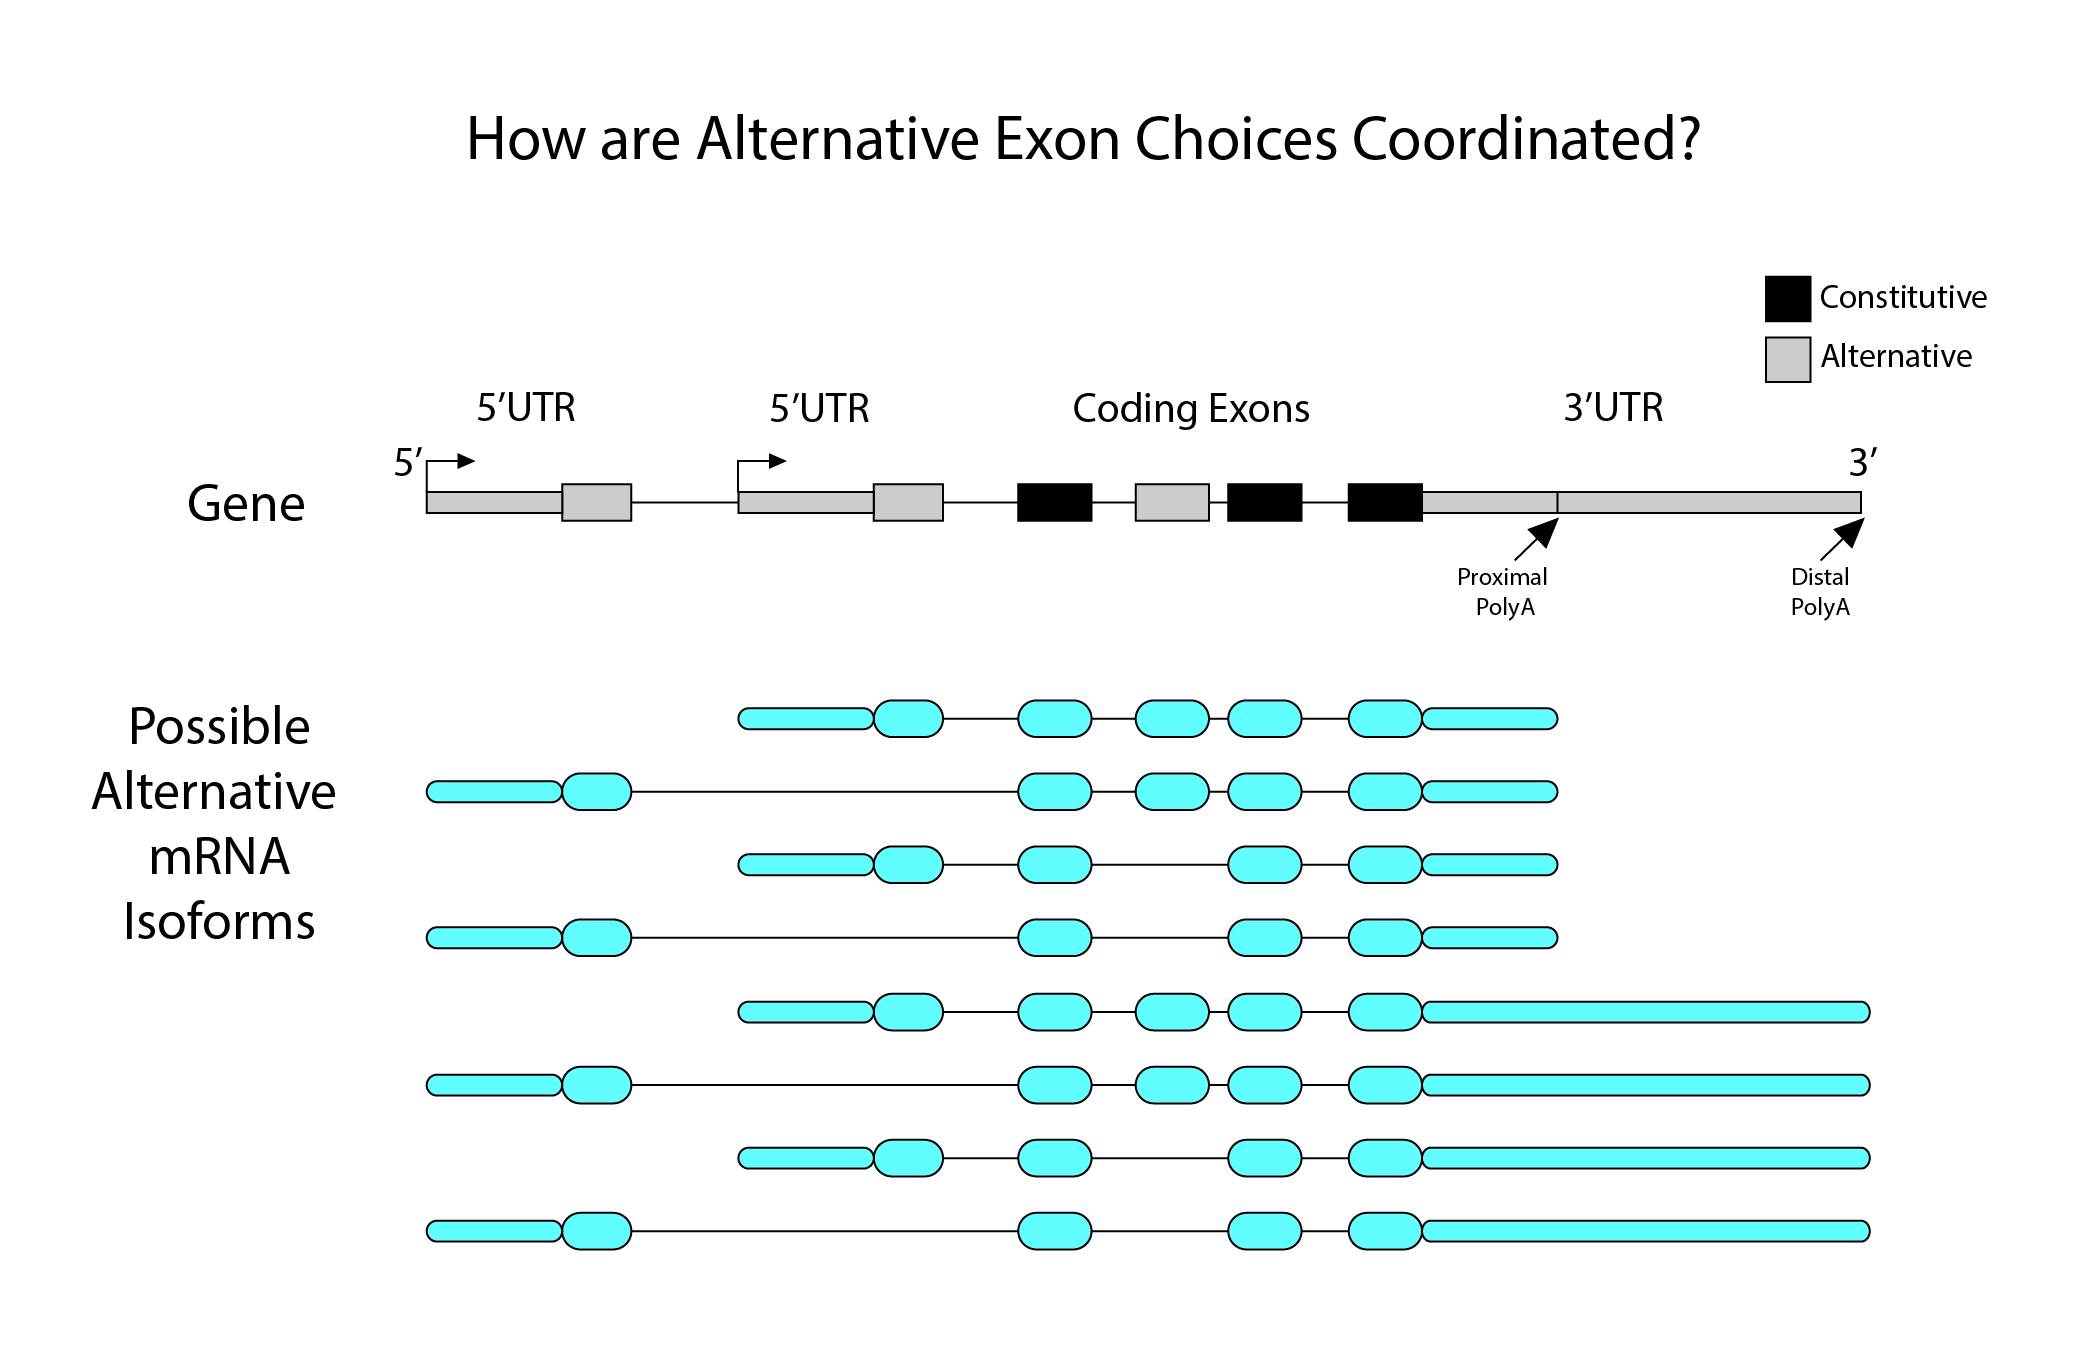 How are Alternative Exon Choices Coordinated?
Constitutive
Alternative
5’UTR
5’UTR
Coding Exons
3’UTR
5’
3’
Gene
Proximal
PolyA
Distal
PolyA
Possible
Alternative
mRNA
Isoforms